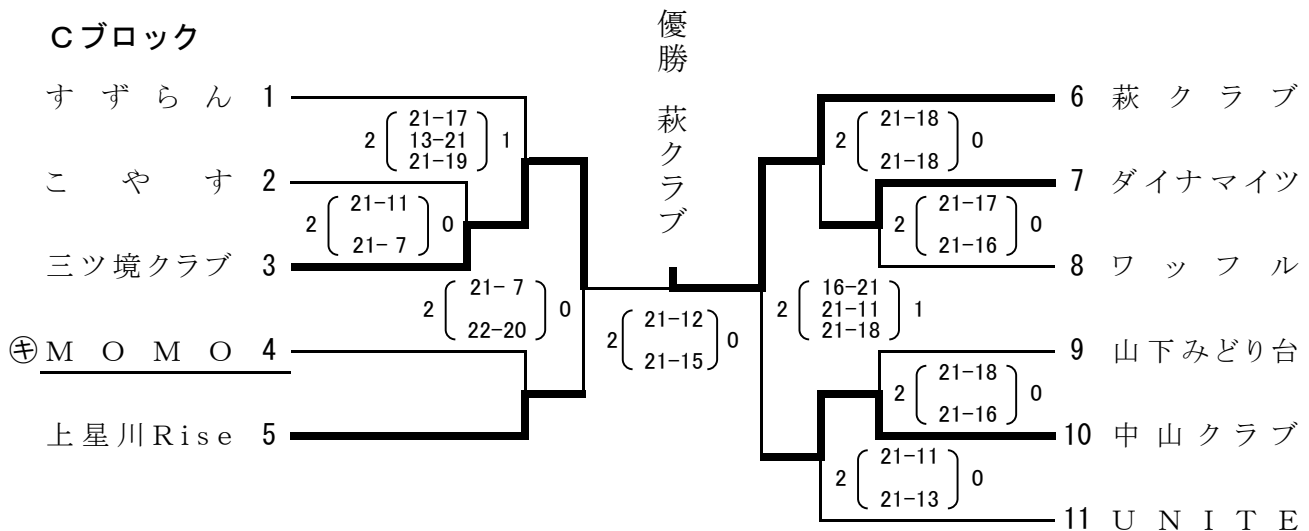 Cブロック
優勝 萩クラブ
すずらん 1
2 21-17 13-21 21-19 1
こやす 2
2 21-11 21- 7 0
三ツ境クラブ 3
2 21- 7 22-20 0
㋖MOMO 4
上星川Rise 5
2 21-12 21-15 0
6 萩クラブ
2 21-18 21-18 0
7 ダイナマイツ
2 21-17 21-16 0
8 ワッフル
2 16-21 21-11 21-18 1
9 山下みどり台
2 21-18 21-16 0
10 中山クラブ
2 21-11 21-13 0
11 UNITE